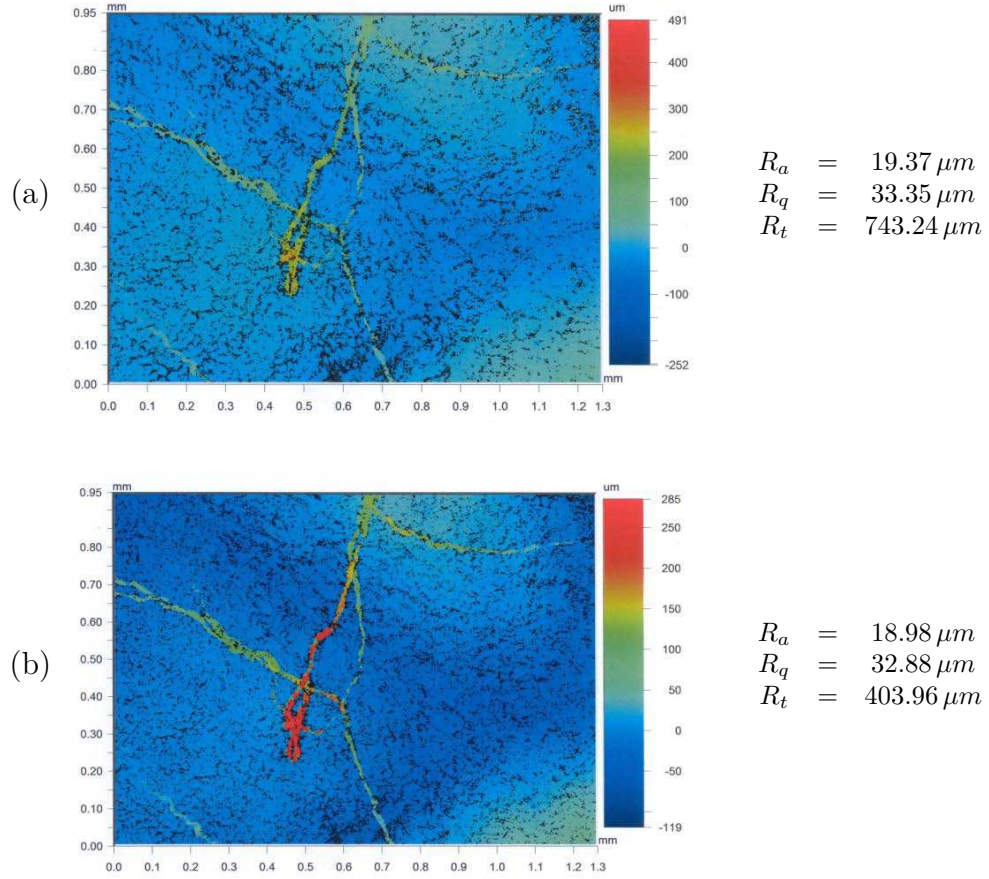 mm
um
0.95
0.80
0.70
0.60
0.50
0.40
0.30
0.20
0.10
0.00
491
400
300
200
100
0
-100
-252
mm
0.0 0.1 0.2 0.3 0.4 0.5 0.6 0.7 0.8 0.9 1.0 1.1 1.2 1.3
(a)
R_a = 19.37 μm
R_q = 33.35 μm
R_t = 743.24 μm
mm
um
0.95
0.80
0.70
0.60
0.50
0.40
0.30
0.20
0.10
0.00
285
250
200
150
100
50
0
-50
-119
mm
0.0 0.1 0.2 0.3 0.4 0.5 0.6 0.7 0.8 0.9 1.0 1.1 1.2 1.3
(b)
R_a = 18.98 μm
R_q = 32.88 μm
R_t = 403.96 μm